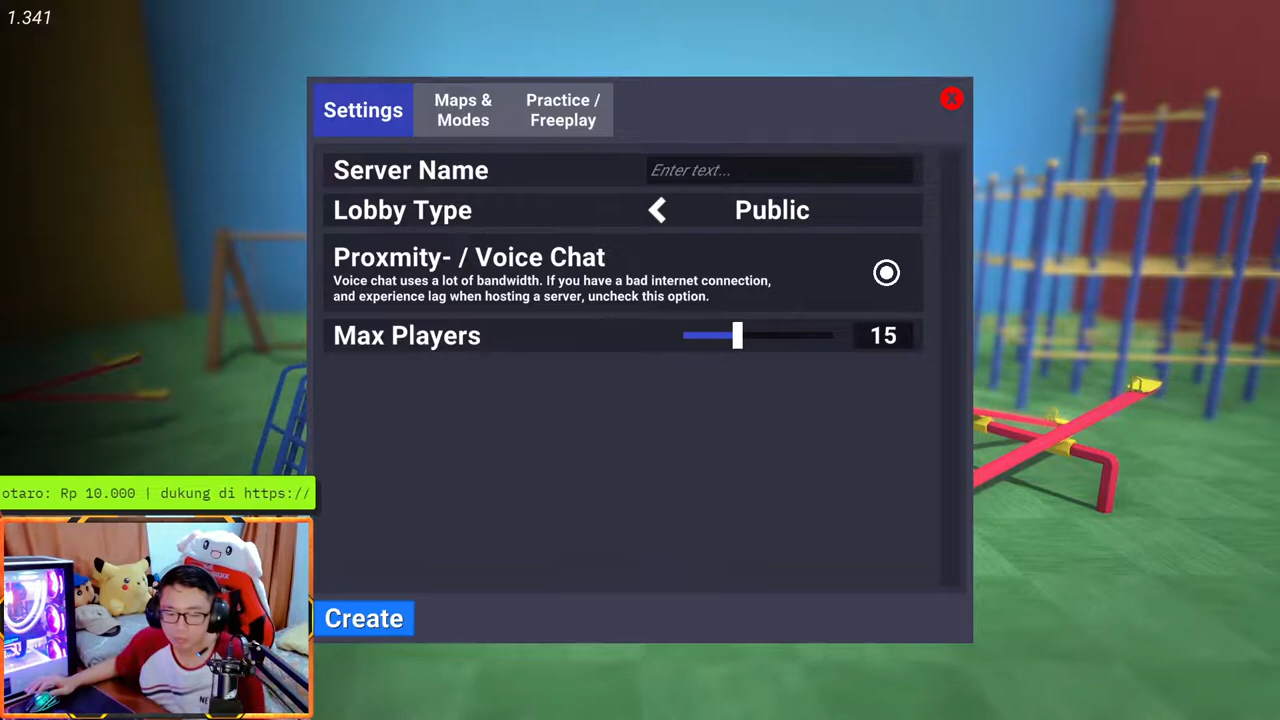 1.341
Settings
Maps &
Modes
Practice /
Freeplay
X
Server Name
Enter text...
Lobby Type
Public
Proxmity- / Voice Chat
Voice chat uses a lot of bandwidth. If you have a bad internet connection,
and experience lag when hosting a server, uncheck this option.
Max Players
15
otaro: Rp 10.000 | dukung di https://
Create